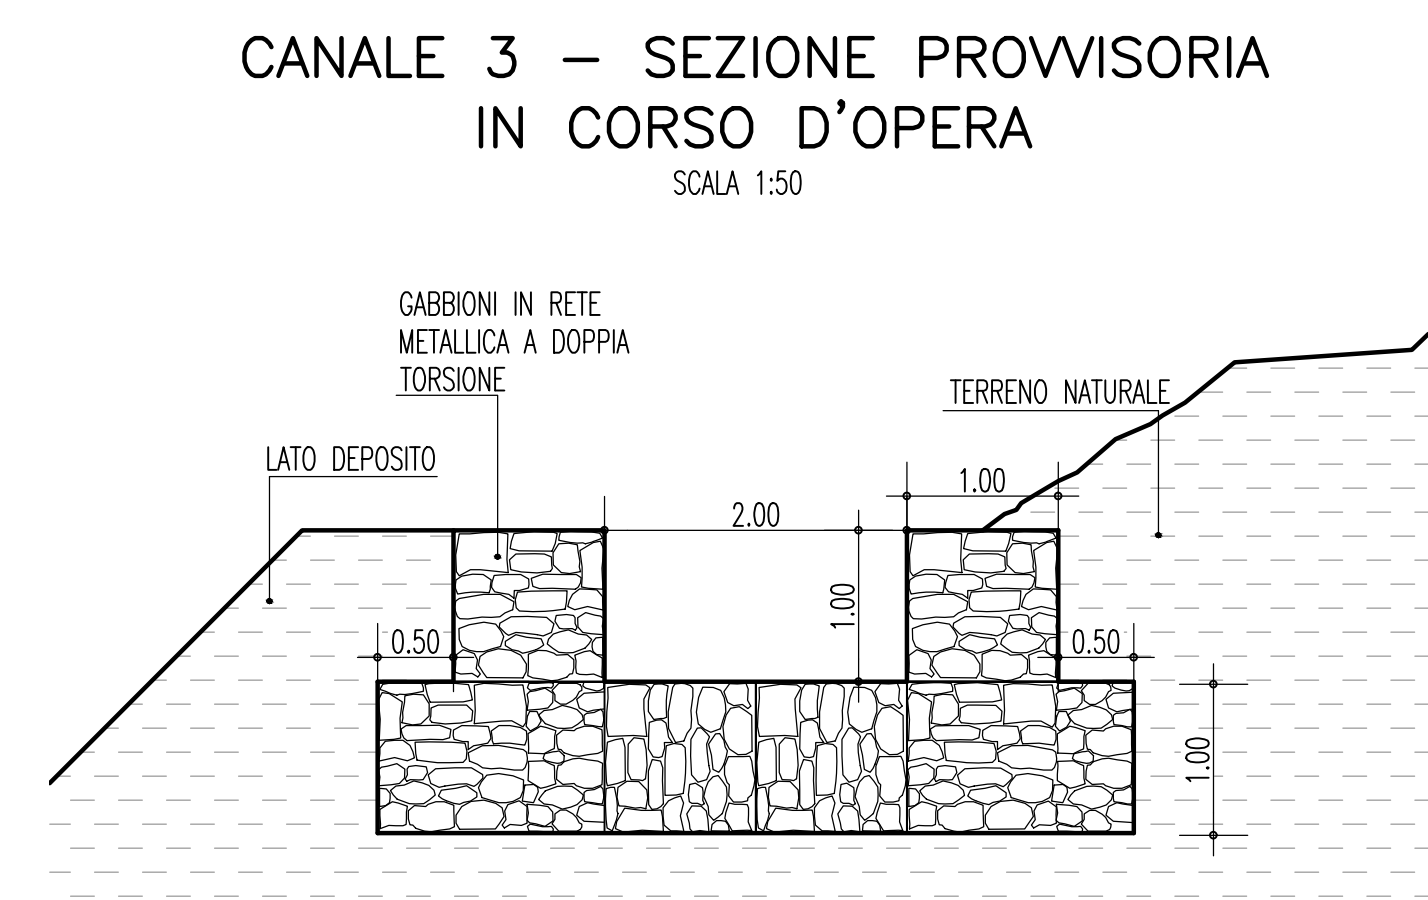 CANALE 3 – SEZIONE PROVVISORIA
IN CORSO D'OPERA
SCALA 1:50
GABBIONI IN RETE
METALLICA A DOPPIA
TORSIONE
TERRENO NATURALE
LATO DEPOSITO
1.00
2.00
1.00
0.50
0.50
1.00